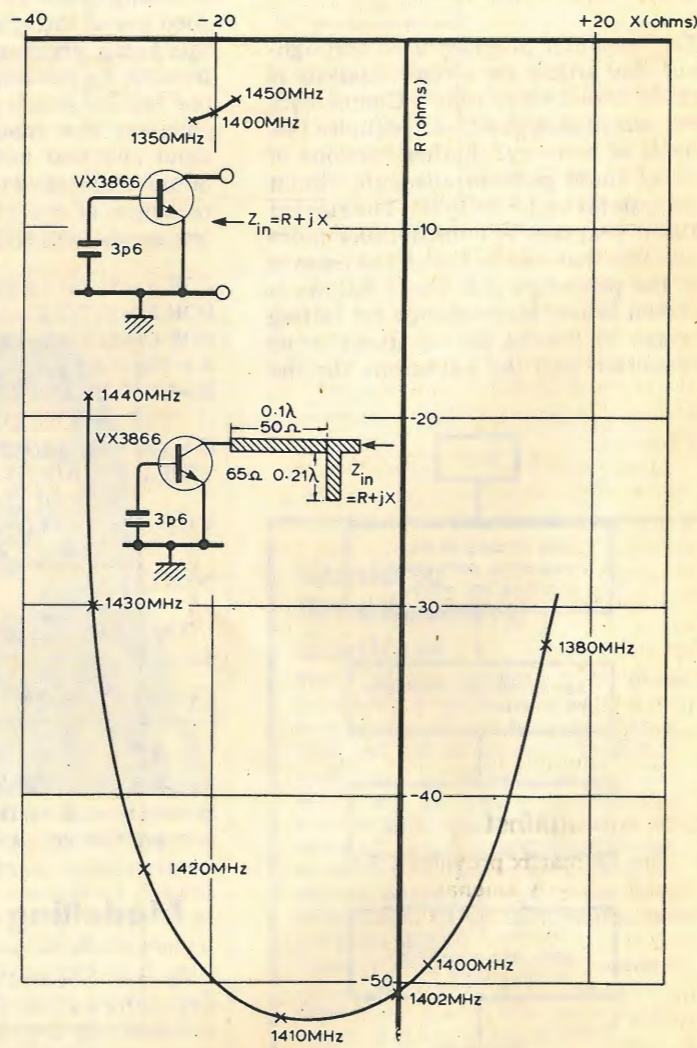 -40
-20
+20 X(ohms)
R(ohms)
1450MHz
1400MHz
1350MHz
VX3866
Zin=R+jX
3p6
-10
1440MHz
-20
0·1λ
50Ω
VX3866
65Ω 0·21λ
Zin
=R+jX
3p6
1430MHz
-30
1380MHz
-40
1420MHz
1400MHz
-50
1402MHz
1410MHz